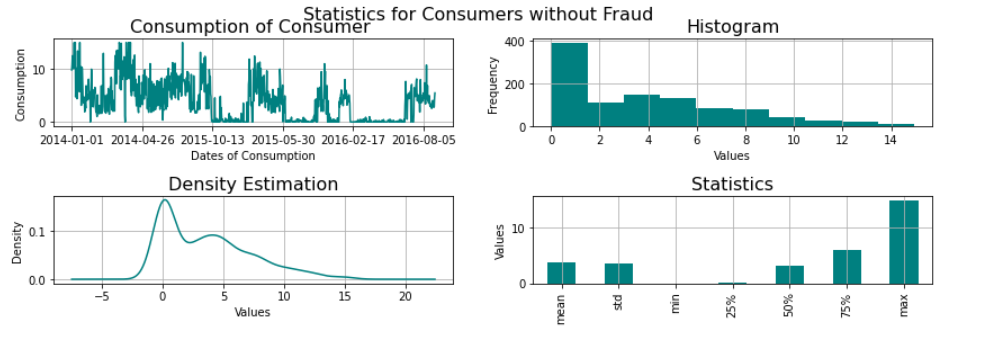 Statistics for Consumers without Fraud
Consumption of Consumer
Consumption
10
0
2014-01-01 2014-04-26 2015-10-13 2015-05-30 2016-02-17 2016-08-05
Dates of Consumption
Histogram
Frequency
400
200
0
0 2 4 6 8 10 12 14
Values
Density Estimation
Density
0.1
0.0
−5 0 5 10 15 20
Values
Statistics
Values
10
0
mean std min 25% 50% 75% max